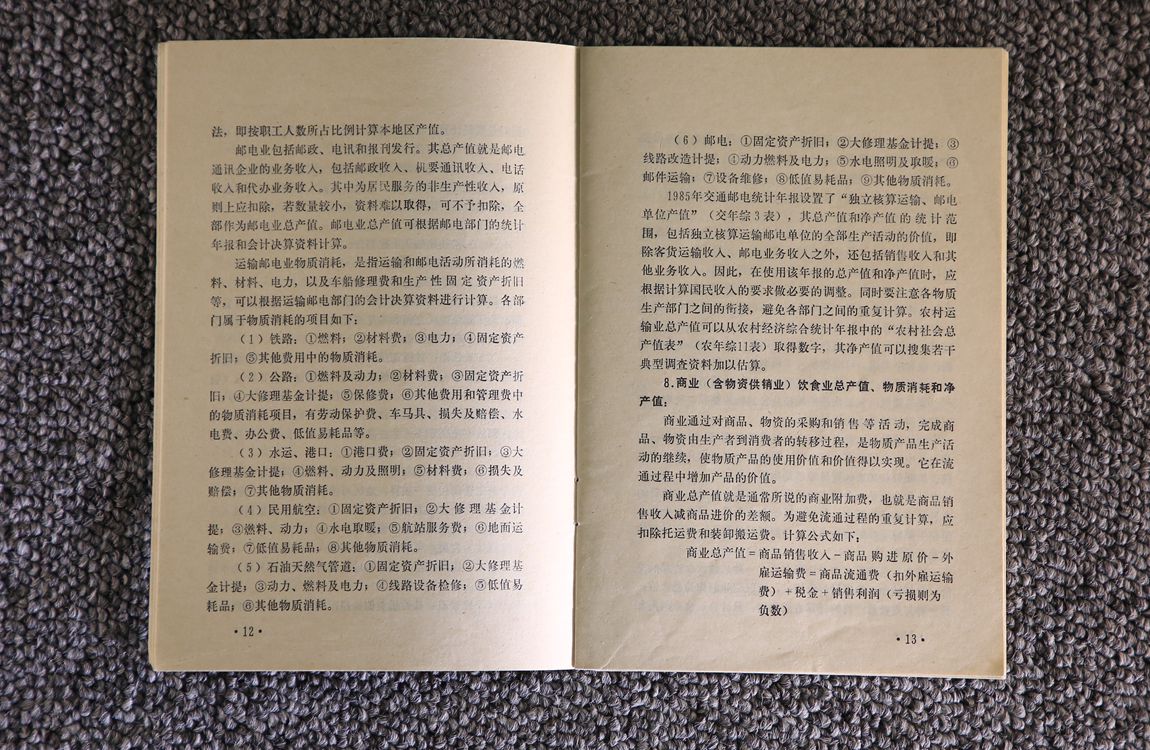 法，即按职工人数所占比例计算本地区产值。
邮电业包括邮政、电讯和报刊发行。其总产值就是邮电
通讯企业的业务收入，包括邮政收入、机要通讯收入、电话
收入和代办业务收入。其中为居民服务的非生产性收入，原
则上应扣除，若数量较小，资料难以取得，可不予扣除，全
部作为邮电业总产值。邮电业总产值可根据邮电部门的统计
年报和会计决算资料计算。
运输邮电业物质消耗，是指运输和邮电活动所消耗的燃
料、材料、电力，以及车船修理费和生产性固定资产折旧
等，可以根据运输邮电部门的会计决算资料进行计算。各部
门属于物质消耗的项目如下：
（1）铁路：①燃料；②材料费；③电力；④固定资产
折旧；⑤其他费用中的物质消耗。
（2）公路：①燃料及动力；②材料费；③固定资产折
旧；④大修理基金计提；⑤保修费；⑥其他费用和管理费中
的物质消耗项目，有劳动保护费、车马具、损失及赔偿、水
电费、办公费、低值易耗品等。
（3）水运、港口：①港口费；②固定资产折旧；③大
修理基金计提；④燃料、动力及照明；⑤材料费；⑥损失及
赔偿；⑦其他物质消耗。
（4）民用航空：①固定资产折旧；②大修理基金计
提；③燃料、动力；④水电取暖；⑤航站服务费；⑥地面运
输费；⑦低值易耗品；⑧其他物质消耗。
（5）石油天然气管道：①固定资产折旧；②大修理基
金计提；③动力、燃料及电力；④线路设备检修；⑤低值易
耗品；⑥其他物质消耗。
·12·
（6）邮电：①固定资产折旧；②大修理基金计提；③
线路改造计提；④动力燃料及电力；⑤水电照明及取暖；⑥
邮件运输；⑦设备维修；⑧低值易耗品；⑨其他物质消耗。
1985年交通邮电统计年报设置了“独立核算运输、邮电
单位产值”（交年综3表），其总产值和净产值的统计范
围，包括独立核算运输邮电单位的全部生产活动的价值，即
除客货运输收入、邮电业务收入之外，还包括销售收入和其
他业务收入。因此，在使用该年报的总产值和净产值时，应
根据计算国民收入的要求做必要的调整。同时要注意各物质
生产部门之间的衔接，避免各部门之间的重复计算。农村运
输业总产值可以从农村经济综合统计年报中的“农村社会总
产值表”（农年综11表）取得数字，其净产值可以搜集若干
典型调查资料加以估算。
8.商业（含物资供销业）饮食业总产值、物质消耗和净
产值：
商业通过对商品、物资的采购和销售等活动，完成商
品、物资由生产者到消费者的转移过程，是物质产品生产活
动的继续，使物质产品的使用价值和价值得以实现。它在流
通过程中增加产品的价值。
商业总产值就是通常所说的商业附加费，也就是商品销
售收入减商品进价的差额。为避免流通过程的重复计算，应
扣除托运费和装卸搬运费。计算公式如下：
商业总产值＝商品销售收入－商品购进原价－外
雇运输费＝商品流通费（扣外雇运输
费）＋税金＋销售利润（亏损则为
负数）
·13·